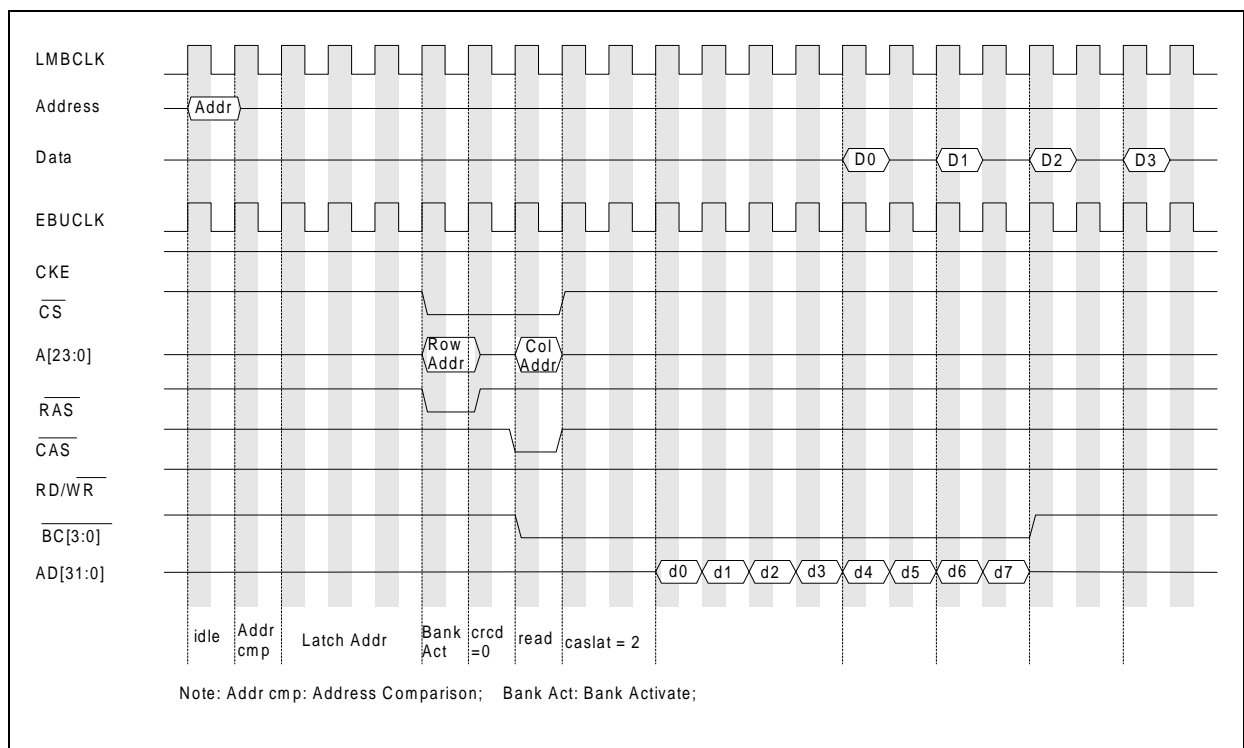 LMBCLK
Address
Addr
Data
D0
D1
D2
D3
EBUCLK
CKE
CS
A[23:0]
Row
Addr
Col
Addr
RAS
CAS
RD/WR
BC[3:0]
AD[31:0]
d0
d1
d2
d3
d4
d5
d6
d7
idle
Addr
cmp
Latch Addr
Bank
Act
crcd
=0
read
caslat = 2
Note: Addr cmp: Address Comparison; Bank Act: Bank Activate;